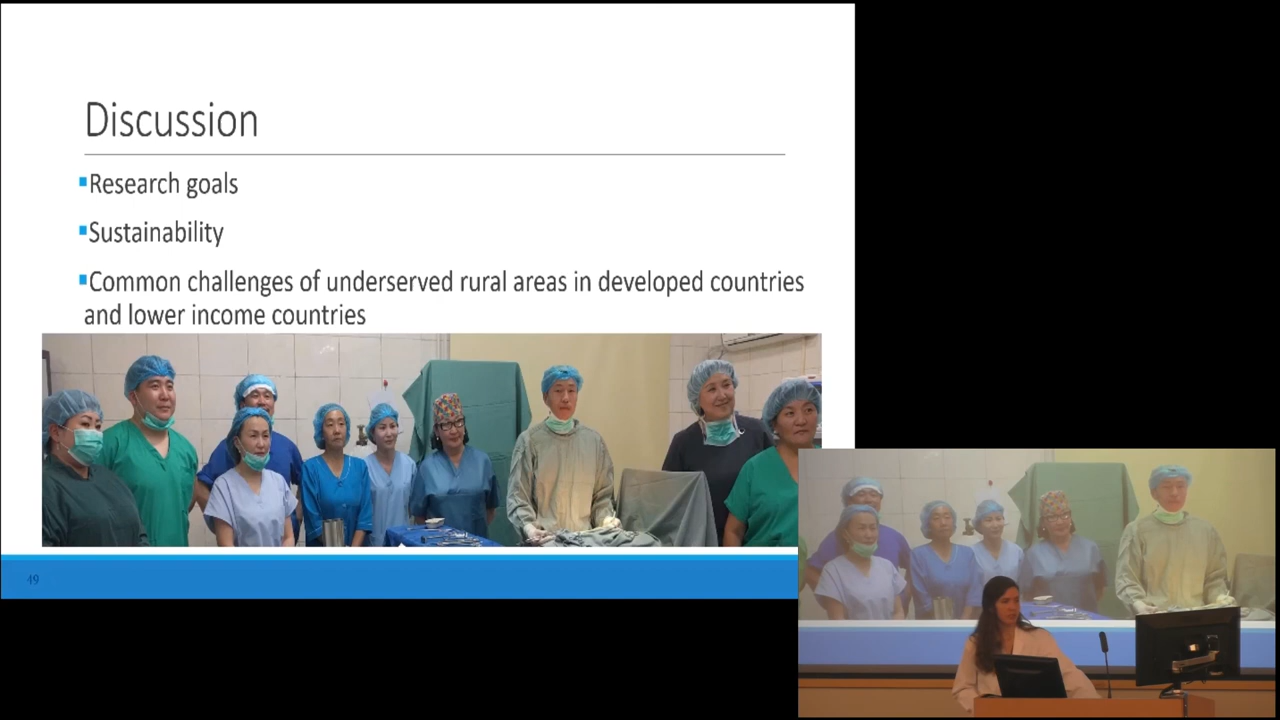 Discussion
▪Research goals
▪Sustainability
▪Common challenges of underserved rural areas in developed countries
and lower income countries
49